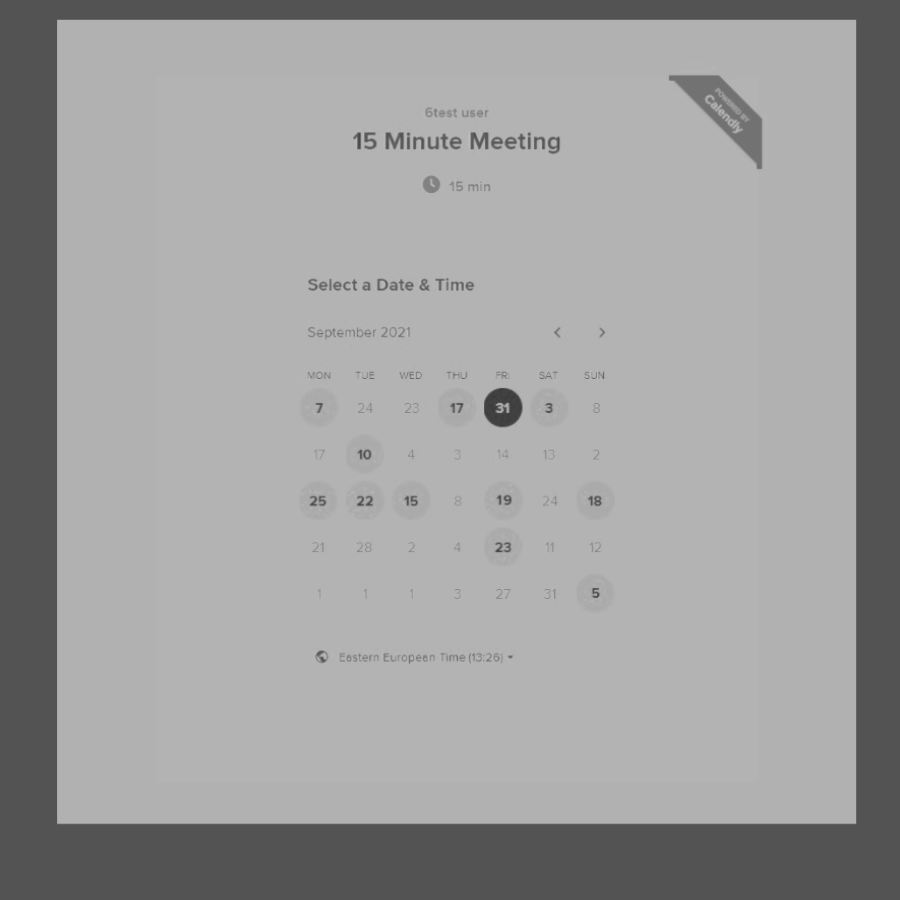 POWERED BY
Calendly
6test user
15 Minute Meeting
15 min
Select a Date & Time
September 2021
MON TUE WED THU FRI SAT SUN
7 24 23 17 31 3 8
17 10 4 3 14 13 2
25 22 15 8 19 24 18
21 28 2 4 23 11 12
1 1 1 3 27 31 5
Eastern European Time (13:26)